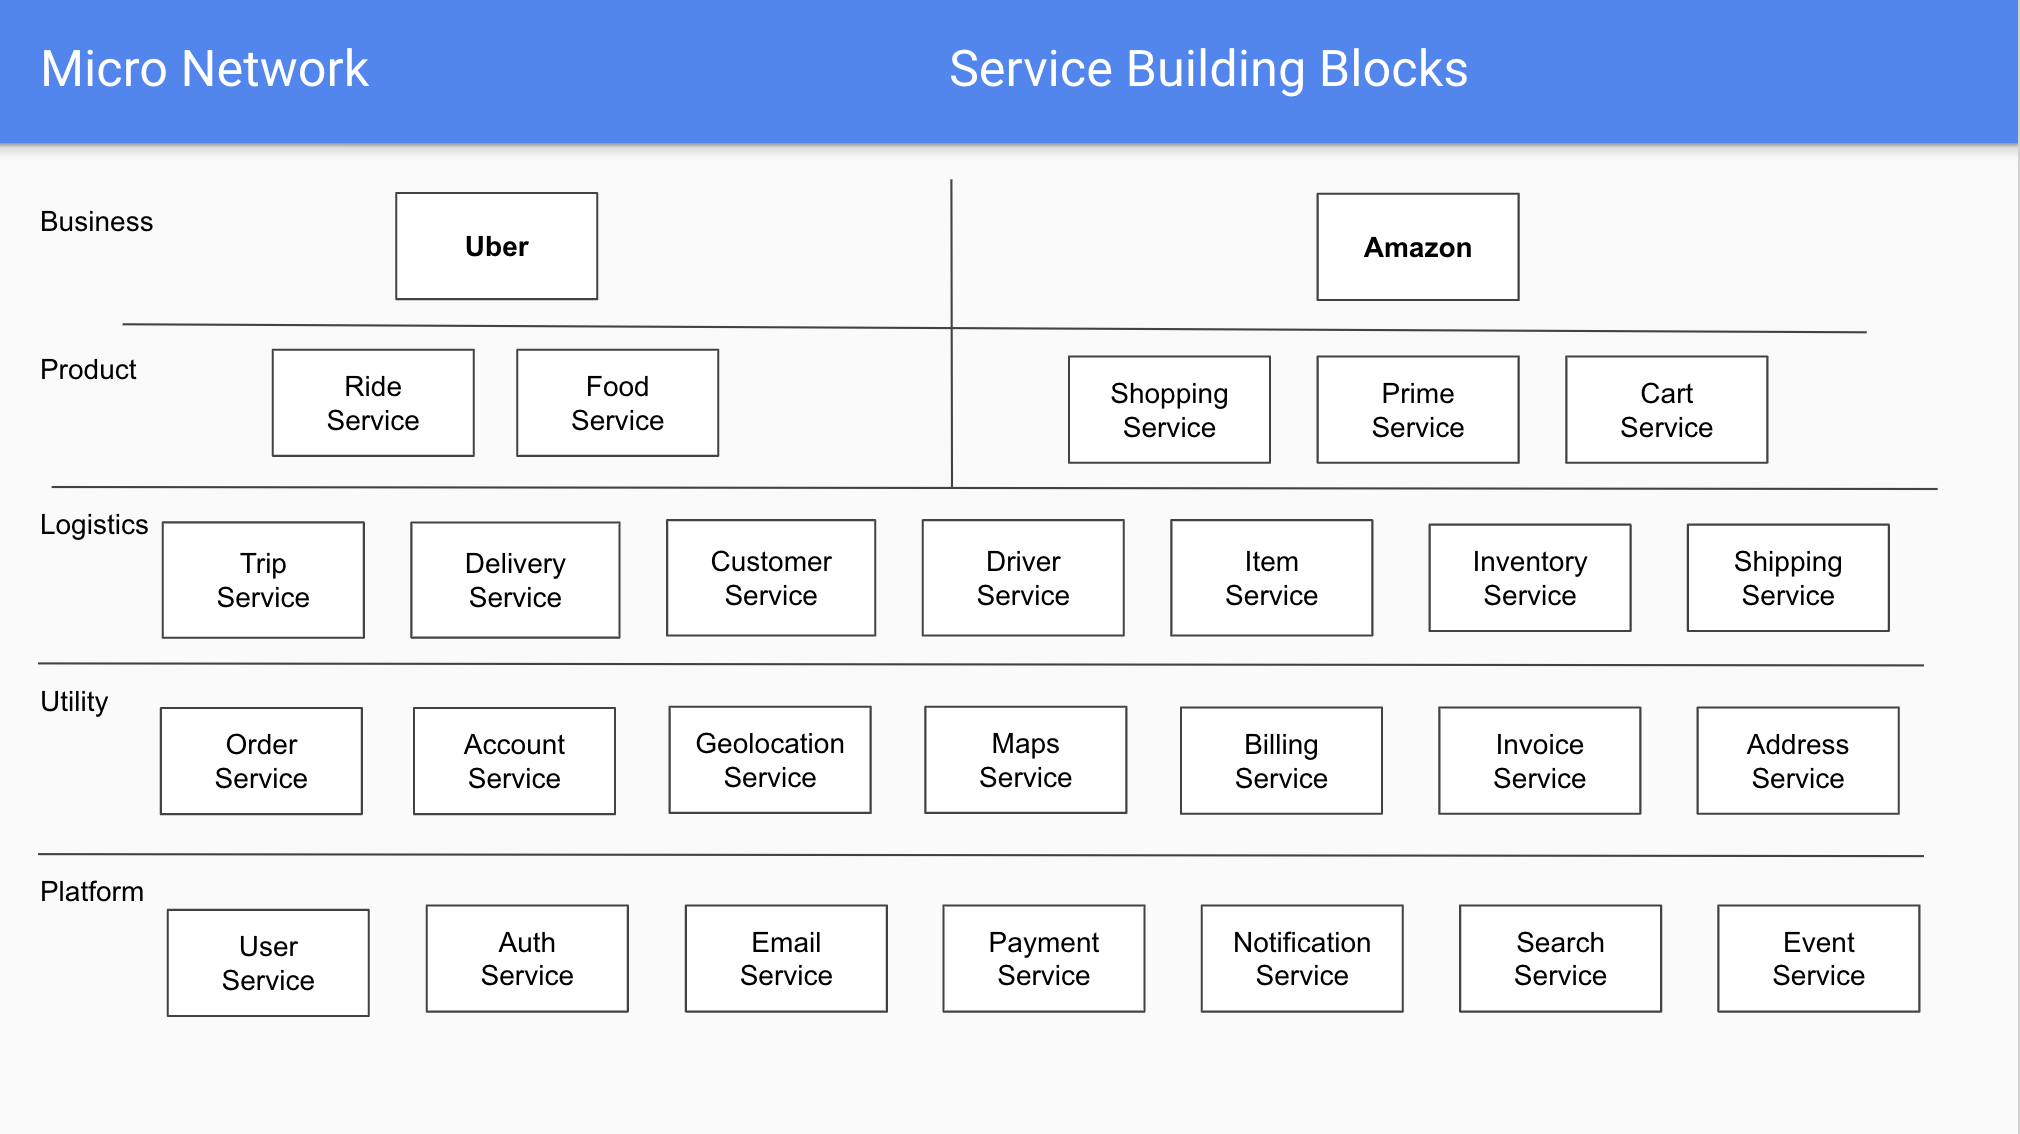 Micro Network
Service Building Blocks
Business
Uber
Amazon
Product
Ride
Service
Food
Service
Shopping
Service
Prime
Service
Cart
Service
Logistics
Trip
Service
Delivery
Service
Customer
Service
Driver
Service
Item
Service
Inventory
Service
Shipping
Service
Utility
Order
Service
Account
Service
Geolocation
Service
Maps
Service
Billing
Service
Invoice
Service
Address
Service
Platform
User
Service
Auth
Service
Email
Service
Payment
Service
Notification
Service
Search
Service
Event
Service